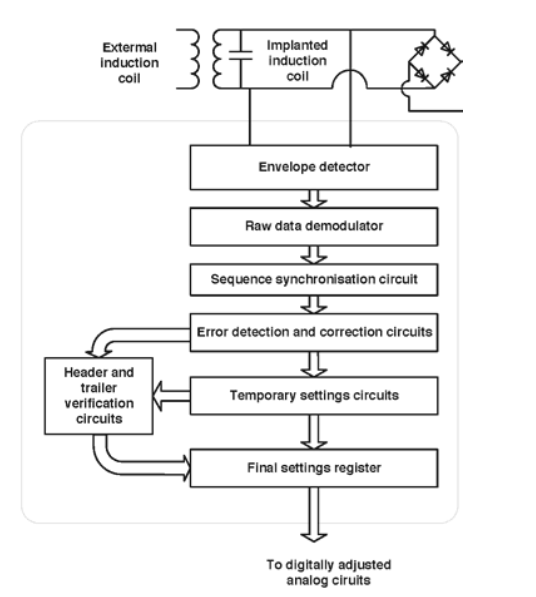 Extermal
induction
coil
Implanted
induction
coil
Envelope detector
Raw data demodulator
Sequence synchronisation circuit
Error detection and correction circuits
Header and
trailer
verification
circuits
Temporary settings circuits
Final settings register
To digitally adjusted
analog ciruits